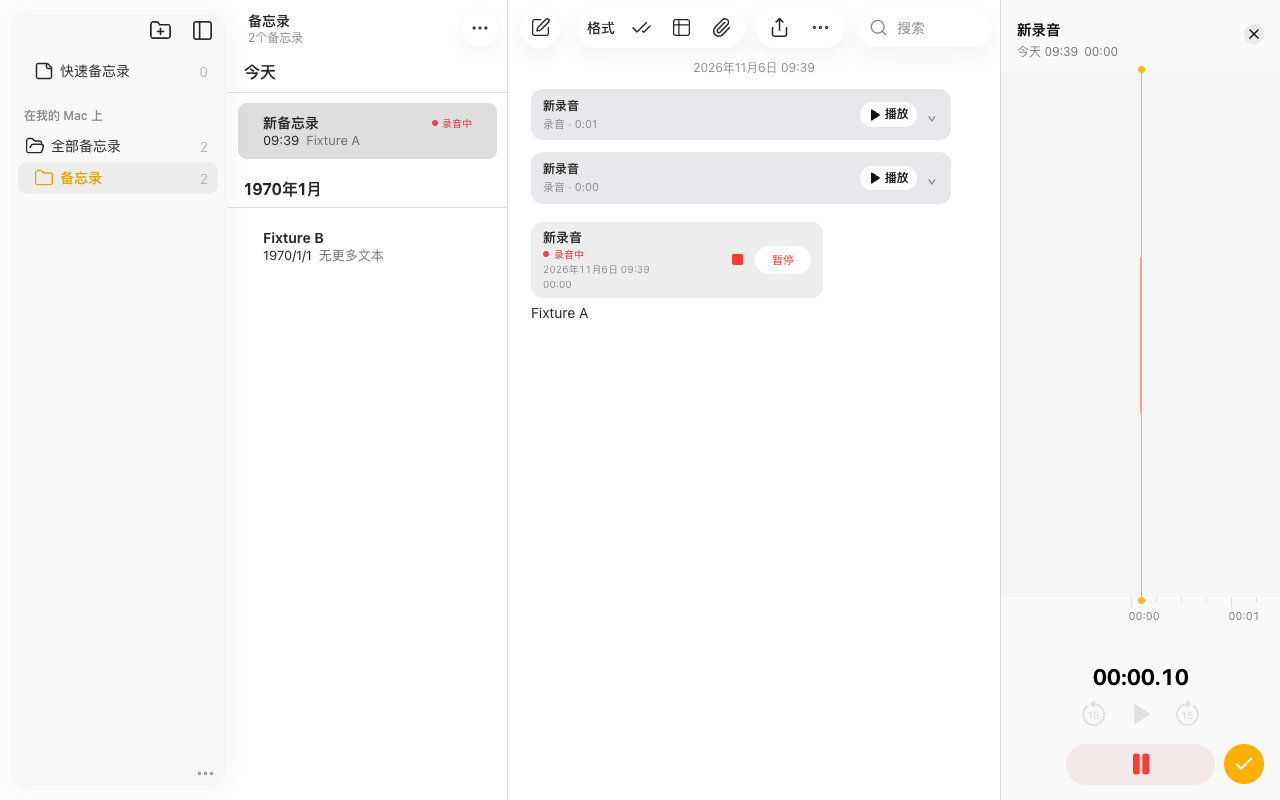 快速备忘录 0
在我的 Mac 上
全部备忘录 2
备忘录 2
备忘录
2个备忘录
今天
新备忘录 录音中
09:39 Fixture A
1970年1月
Fixture B
1970/1/1 无更多文本
格式
搜索
2026年11月6日 09:39
新录音
录音 · 0:01
播放
新录音
录音 · 0:00
播放
新录音
录音中
2026年11月6日 09:39
00:00
暂停
Fixture A
新录音
今天 09:39 00:00
00:00 00:01
00:00.10
15 15